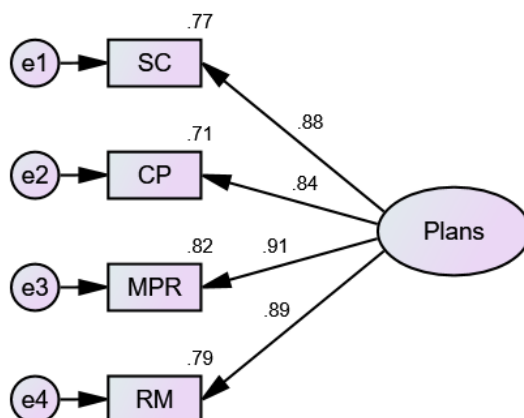 .77
e1
SC
.88
.71
e2
CP
.84
Plans
.82
e3
MPR
.91
.89
.79
e4
RM